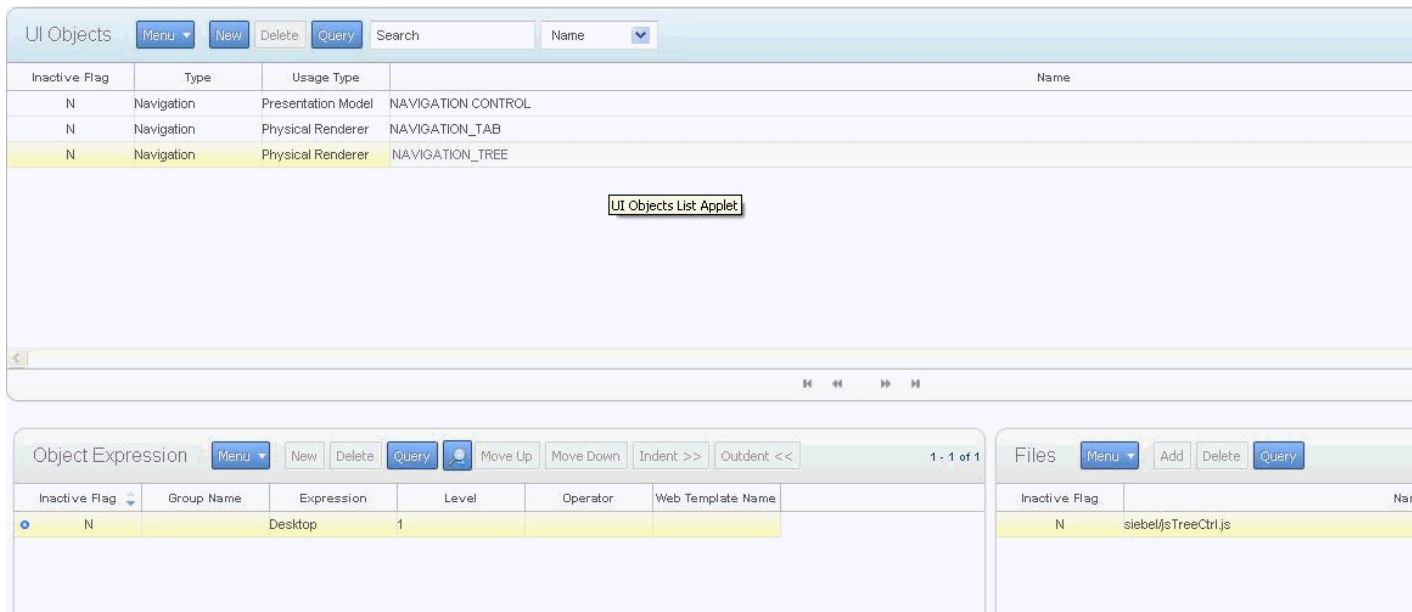 UI Objects Menu New Delete Query Search Name
Inactive Flag Type Usage Type Name
N Navigation Presentation Model NAVIGATION CONTROL
N Navigation Physical Renderer NAVIGATION_TAB
N Navigation Physical Renderer NAVIGATION_TREE
UI Objects List Applet
Object Expression Menu New Delete Query Move Up Move Down Indent >> Outdent << 1 - 1 of 1
Inactive Flag Group Name Expression Level Operator Web Template Name
N Desktop 1
Files Menu Add Delete Query
Inactive Flag Nar
N siebel/jsTreeCtrl.js